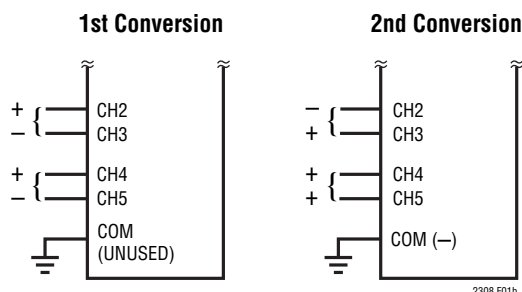 1st Conversion
+ { CH2
– CH3
+ { CH4
– CH5
COM
(UNUSED)
2nd Conversion
– { CH2
+ CH3
+ { CH4
+ CH5
COM (–)
2308 F01b